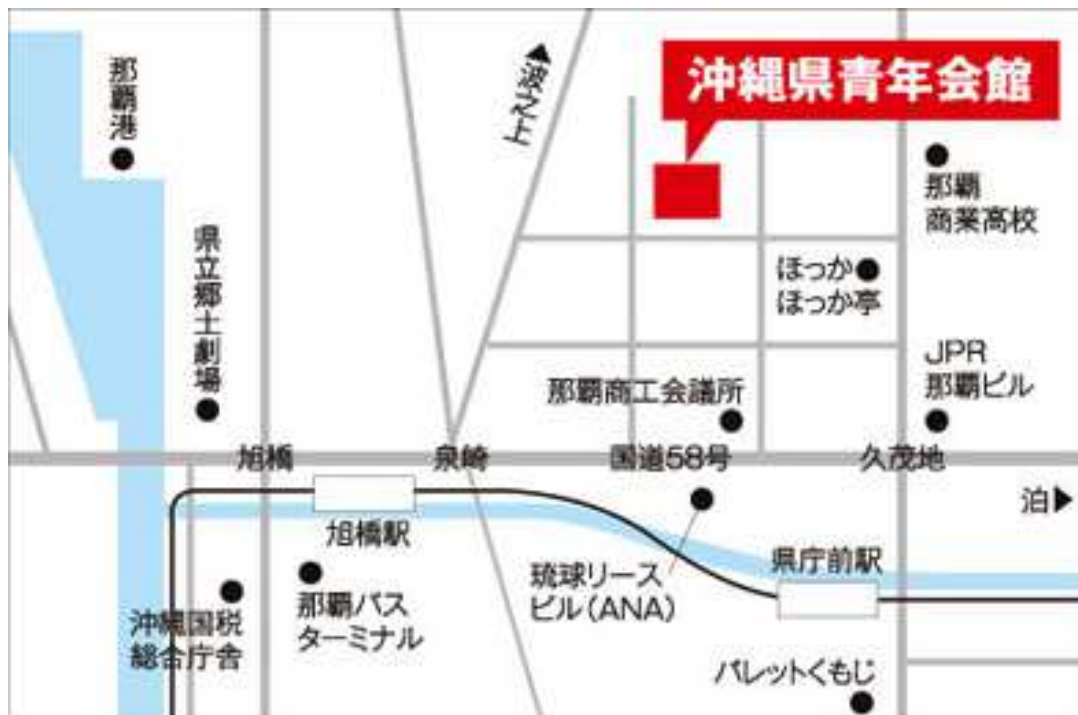 沖縄県青年会館
那覇港
▲波之上
那覇
商業高校
県立郷土劇場
ほっか
ほっか亭
JPR
那覇ビル
那覇商工会議所
旭橋
泉崎
国道58号
久茂地
泊▶
旭橋駅
県庁前駅
琉球リース
ビル(ANA)
那覇バス
ターミナル
沖縄国税
総合庁舎
パレットくもじ